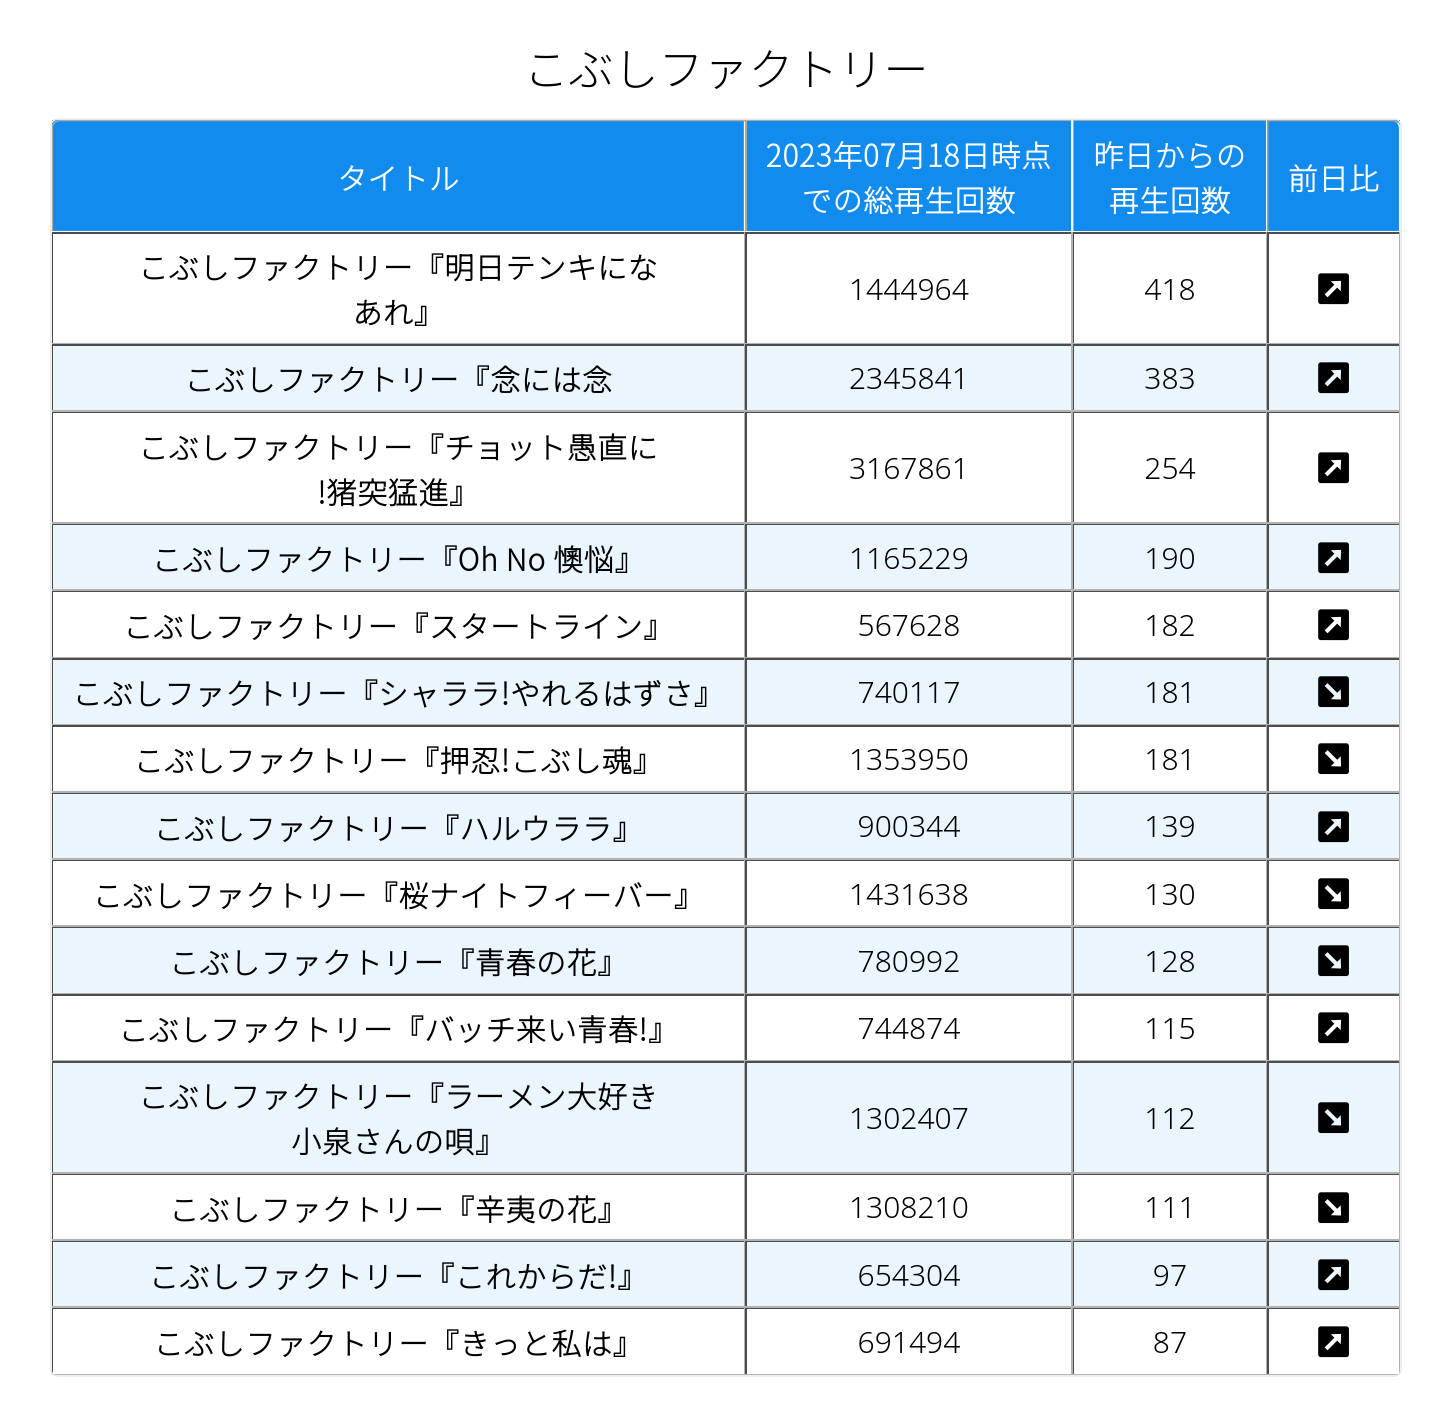 こぶしファクトリー
タイトル
2023年07月18日時点
での総再生回数
昨日からの
再生回数
前日比
こぶしファクトリー『明日テンキにな
あれ』
1444964
418
こぶしファクトリー『念には念
2345841
383
こぶしファクトリー『チョット愚直に
!猪突猛進』
3167861
254
こぶしファクトリー『Oh No 懊悩』
1165229
190
こぶしファクトリー『スタートライン』
567628
182
こぶしファクトリー『シャララ!やれるはずさ』
740117
181
こぶしファクトリー『押忍!こぶし魂』
1353950
181
こぶしファクトリー『ハルウララ』
900344
139
こぶしファクトリー『桜ナイトフィーバー』
1431638
130
こぶしファクトリー『青春の花』
780992
128
こぶしファクトリー『バッチ来い青春!』
744874
115
こぶしファクトリー『ラーメン大好き
小泉さんの唄』
1302407
112
こぶしファクトリー『辛夷の花』
1308210
111
こぶしファクトリー『これからだ!』
654304
97
こぶしファクトリー『きっと私は』
691494
87